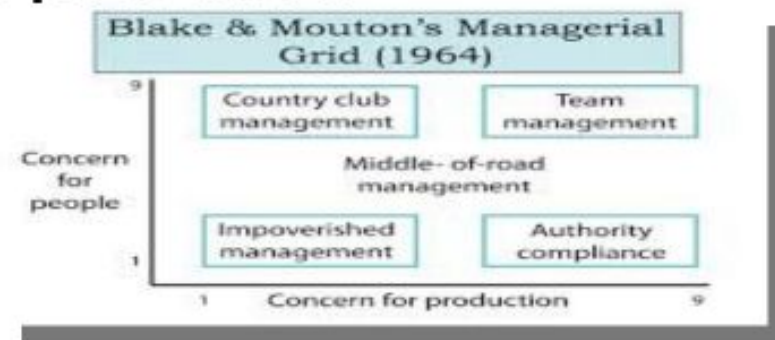 Blake & Mouton's Managerial
Grid (1964)
9
Country club
management
Team
management
Concern
for
people
Middle- of-road
management
Impoverished
management
Authority
compliance
1
1
Concern for production
9